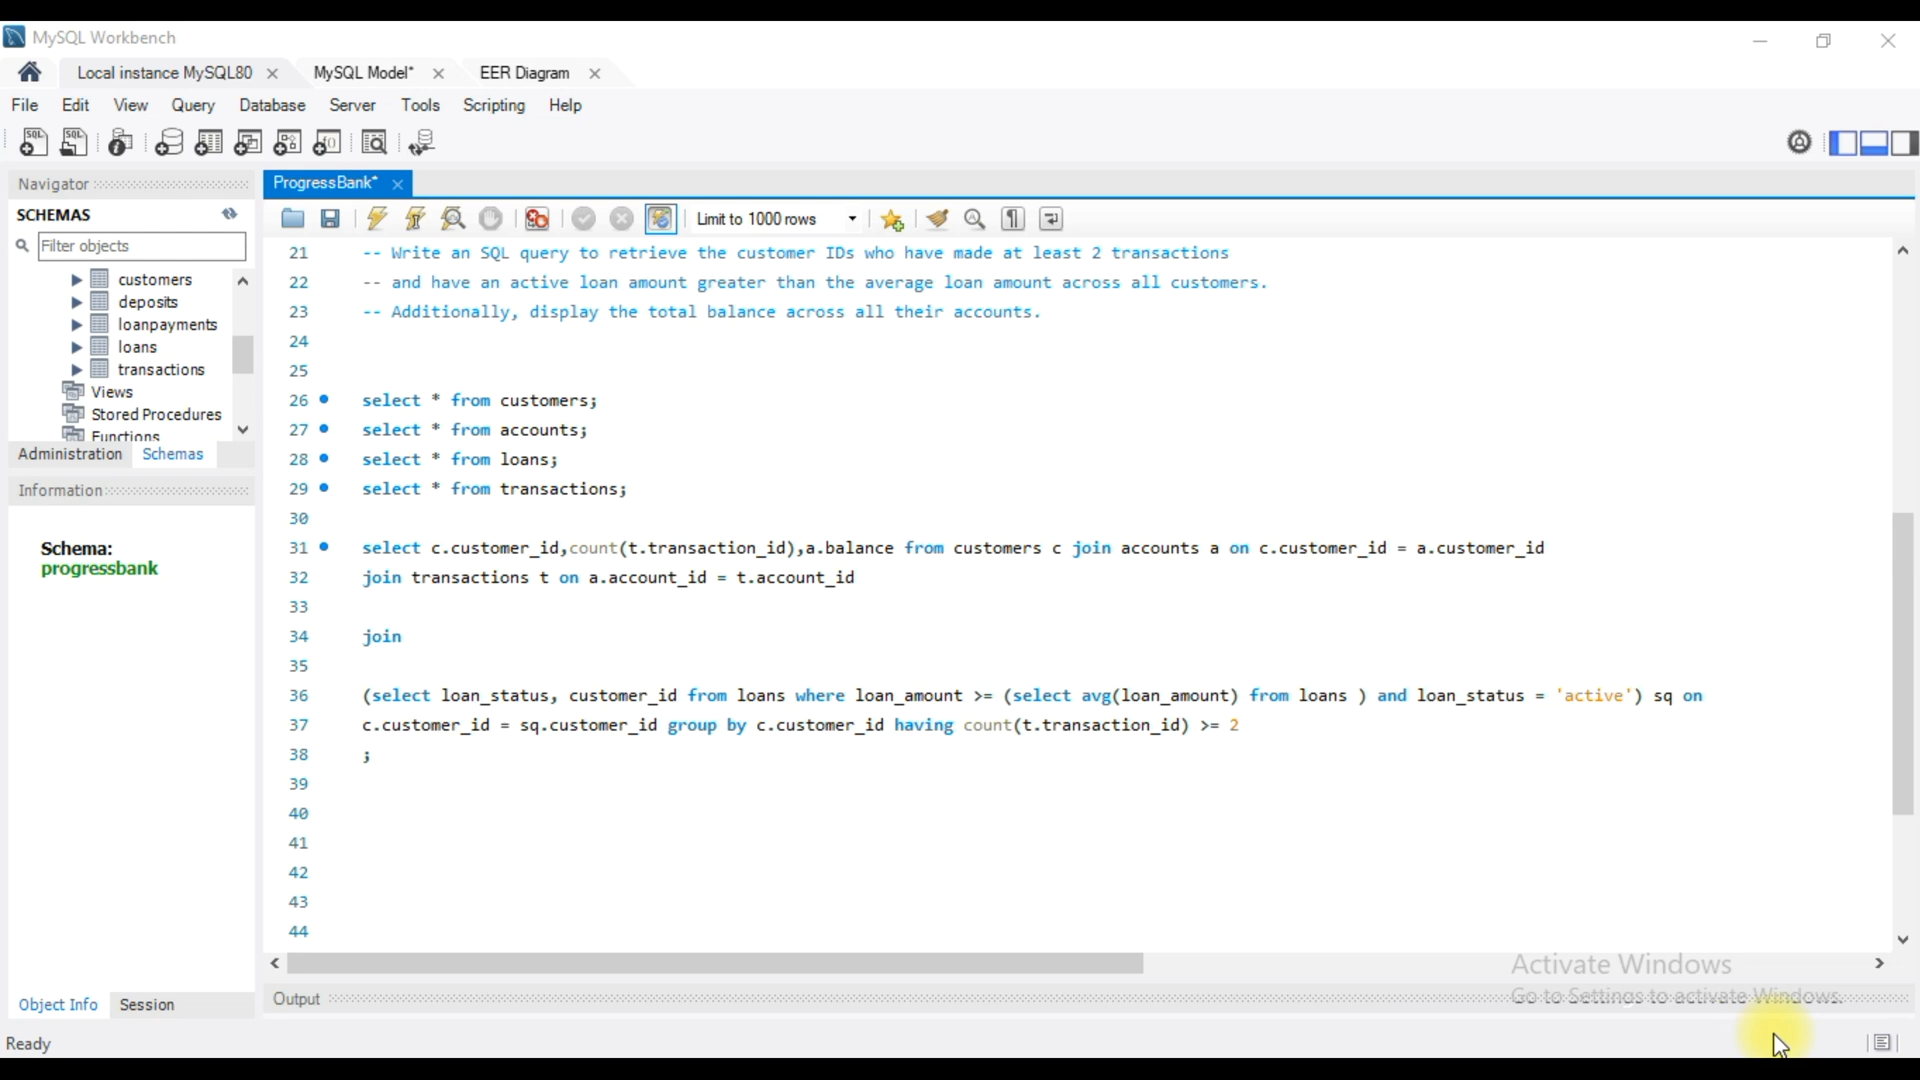 MySQL Workbench
Local instance MySQL80
MySQL Model*
EER Diagram
File Edit View Query Database Server Tools Scripting Help
Navigator
ProgressBank*
SCHEMAS
Limit to 1000 rows
Filter objects
customers
deposits
loanpayments
loans
transactions
Views
Stored Procedures
Functions
Administration Schemas
Information
Schema:
progressbank
21 -- Write an SQL query to retrieve the customer IDs who have made at least 2 transactions
22 -- and have an active loan amount greater than the average loan amount across all customers.
23 -- Additionally, display the total balance across all their accounts.
24
25
26 select * from customers;
27 select * from accounts;
28 select * from loans;
29 select * from transactions;
30
31 select c.customer_id,count(t.transaction_id),a.balance from customers c join accounts a on c.customer_id = a.customer_id
32 join transactions t on a.account_id = t.account_id
33
34 join
35
36 (select loan_status, customer_id from loans where loan_amount >= (select avg(loan_amount) from loans ) and loan_status = 'active') sq on
37 c.customer_id = sq.customer_id group by c.customer_id having count(t.transaction_id) >= 2
38 ;
39
40
41
42
43
44
Activate Windows
Go to Settings to activate Windows.
Object Info Session
Output
Ready